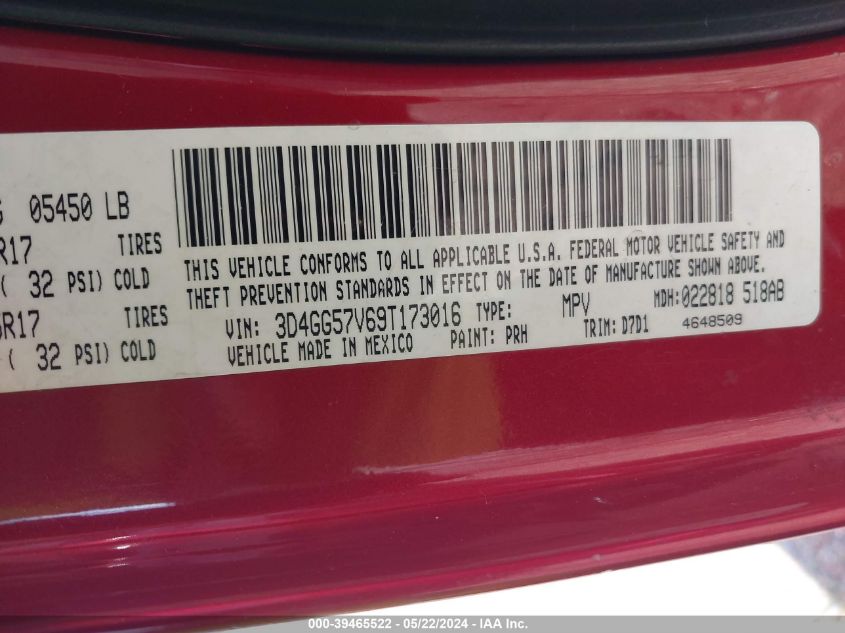 05450 LB
R17 TIRES
( 32 PSI) COLD
R17 TIRES
( 32 PSI) COLD
THIS VEHICLE CONFORMS TO ALL APPLICABLE U.S.A. FEDERAL MOTOR VEHICLE SAFETY AND
THEFT PREVENTION STANDARDS IN EFFECT ON THE DATE OF MANUFACTURE SHOWN ABOVE.
VIN: 3D4GG57V69T173016 TYPE: MPV MDH:022818 518AB
VEHICLE MADE IN MEXICO PAINT: PRH TRIM: D7D1 4648509
000-39465522 - 05/22/2024 - IAA Inc.